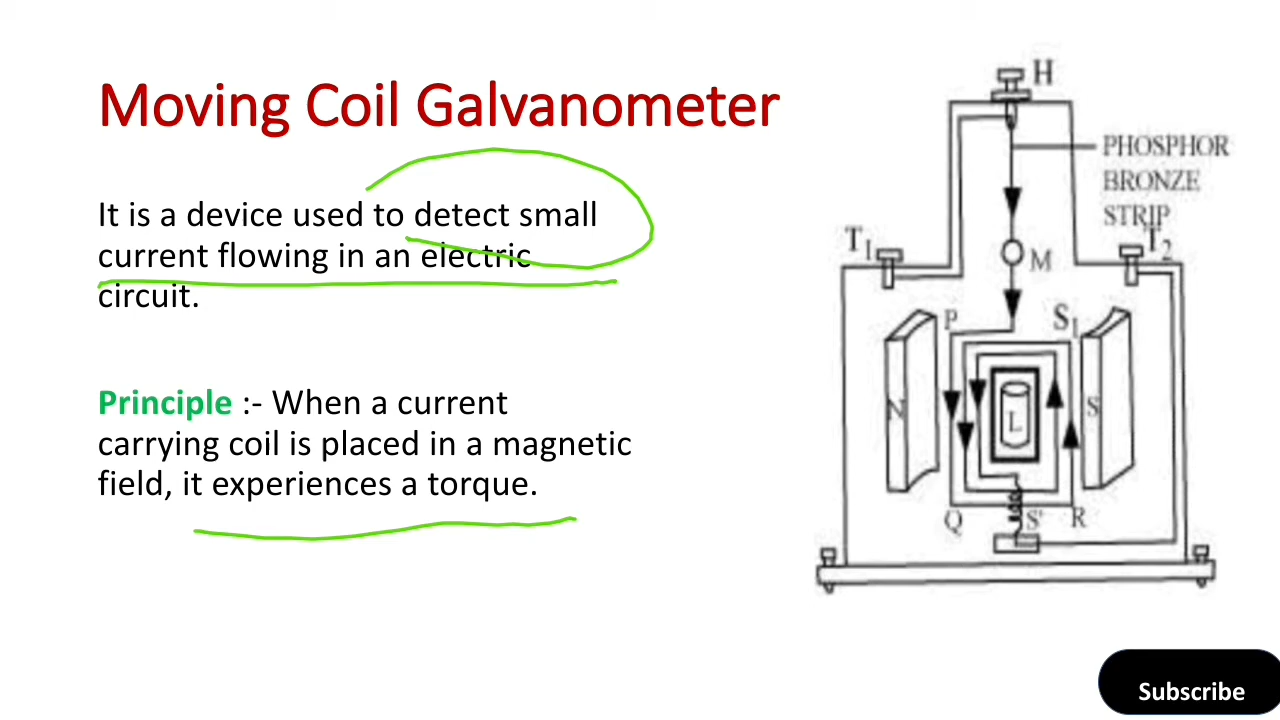 Moving Coil Galvanometer
It is a device used to detect small
current flowing in an electric
circuit.
Principle :- When a current
carrying coil is placed in a magnetic
field, it experiences a torque.
H
PHOSPHOR
BRONZE
STRIP
T1
T2
M
P
S1
N
L
S
Q
S'
R
Subscribe